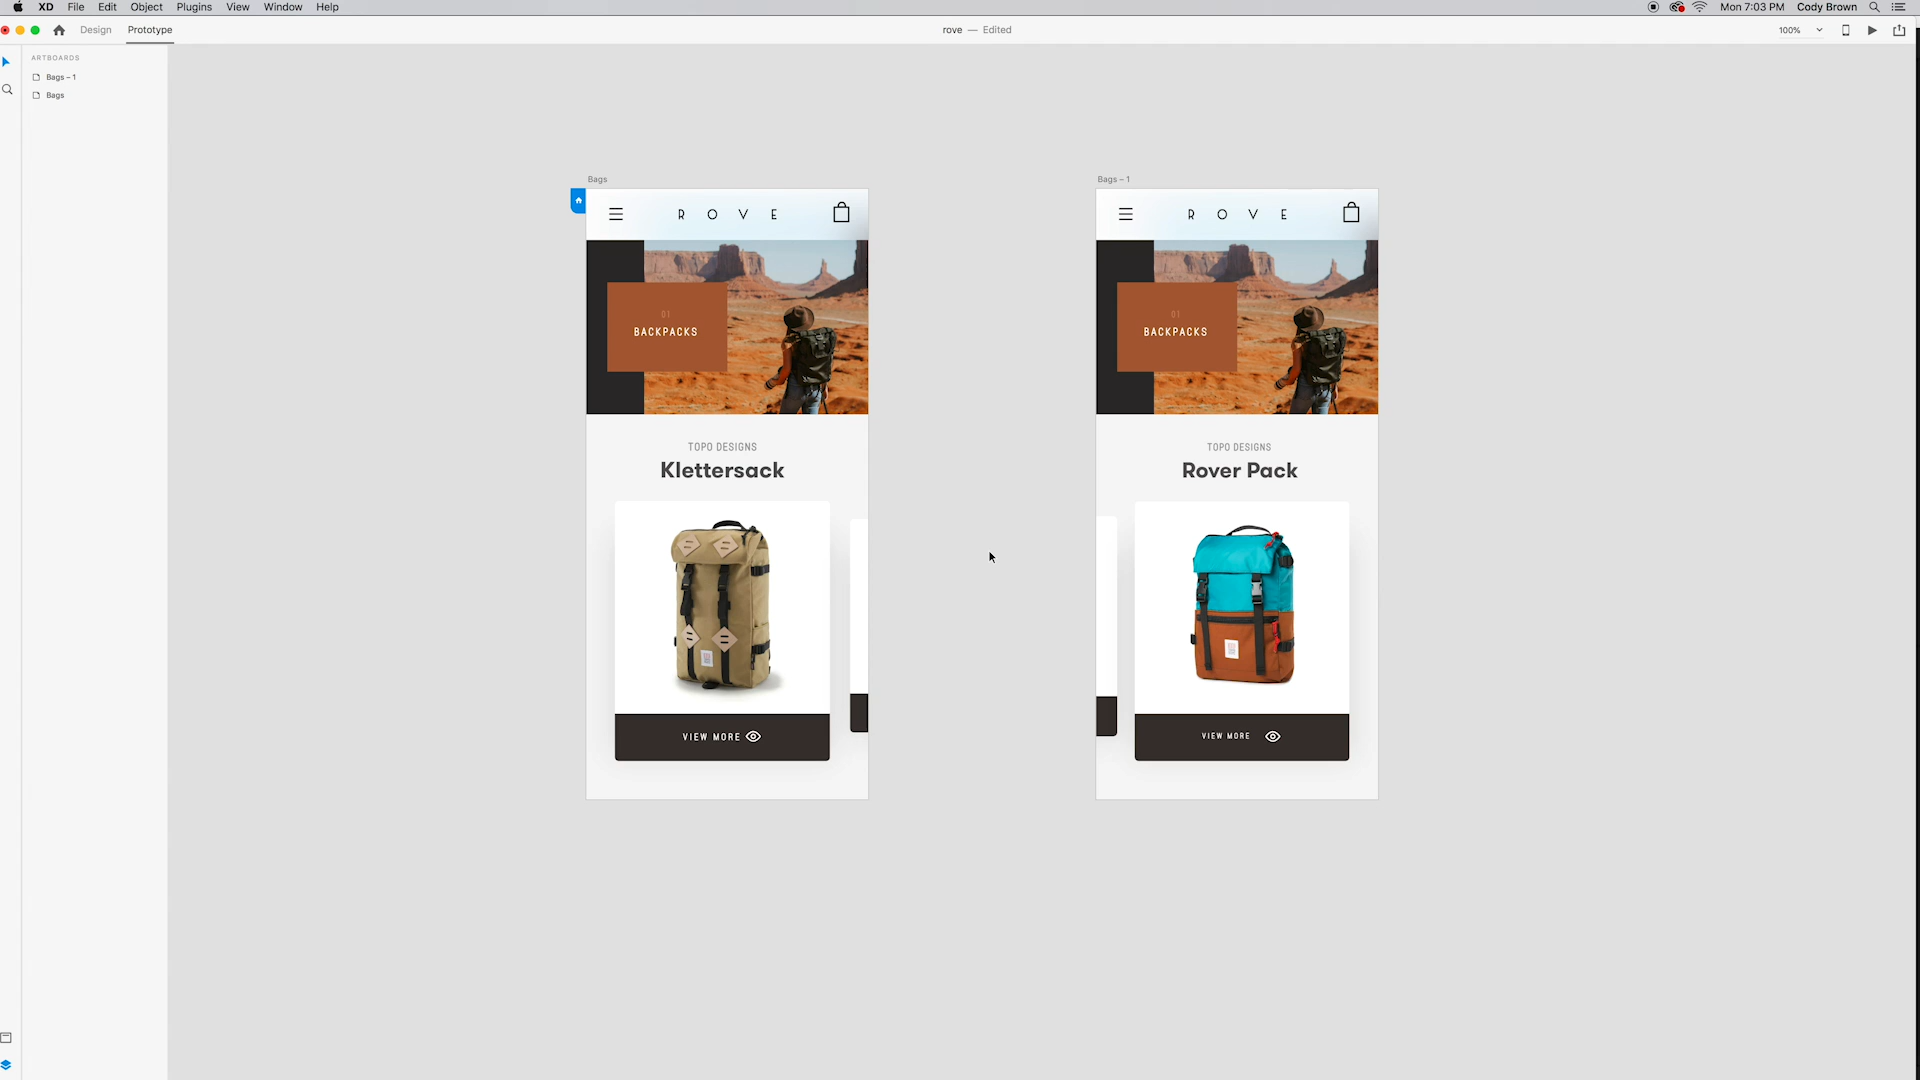 XD File Edit Object Plugins View Window Help
Mon 7:03 PM Cody Brown
Design Prototype
rove — Edited
100%
ARTBOARDS
Bags – 1
Bags
Bags
ROVE
01
BACKPACKS
TOPO DESIGNS
Klettersack
VIEW MORE
Bags – 1
ROVE
01
BACKPACKS
TOPO DESIGNS
Rover Pack
VIEW MORE